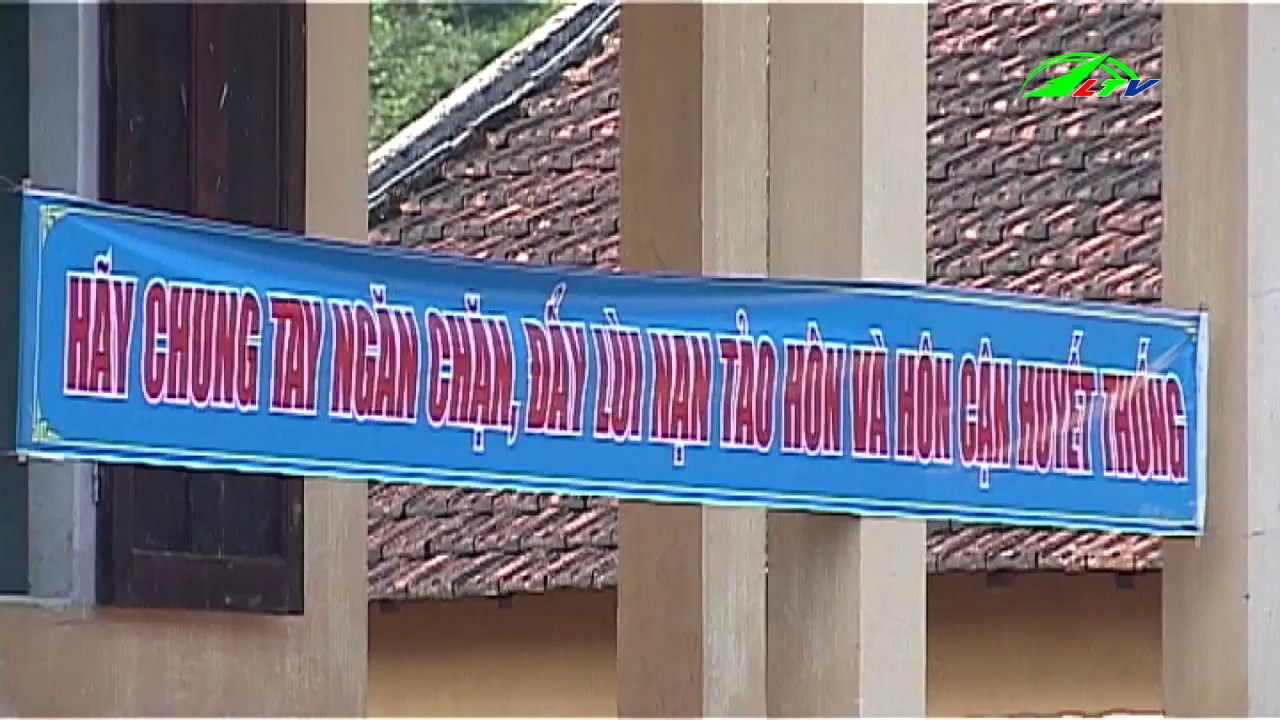 LTV
HÃY CHUNG TAY NGĂN CHẶN, ĐẨY LÙI NẠN TẢO HÔN VÀ HÔN CẬN HUYẾT THỐNG